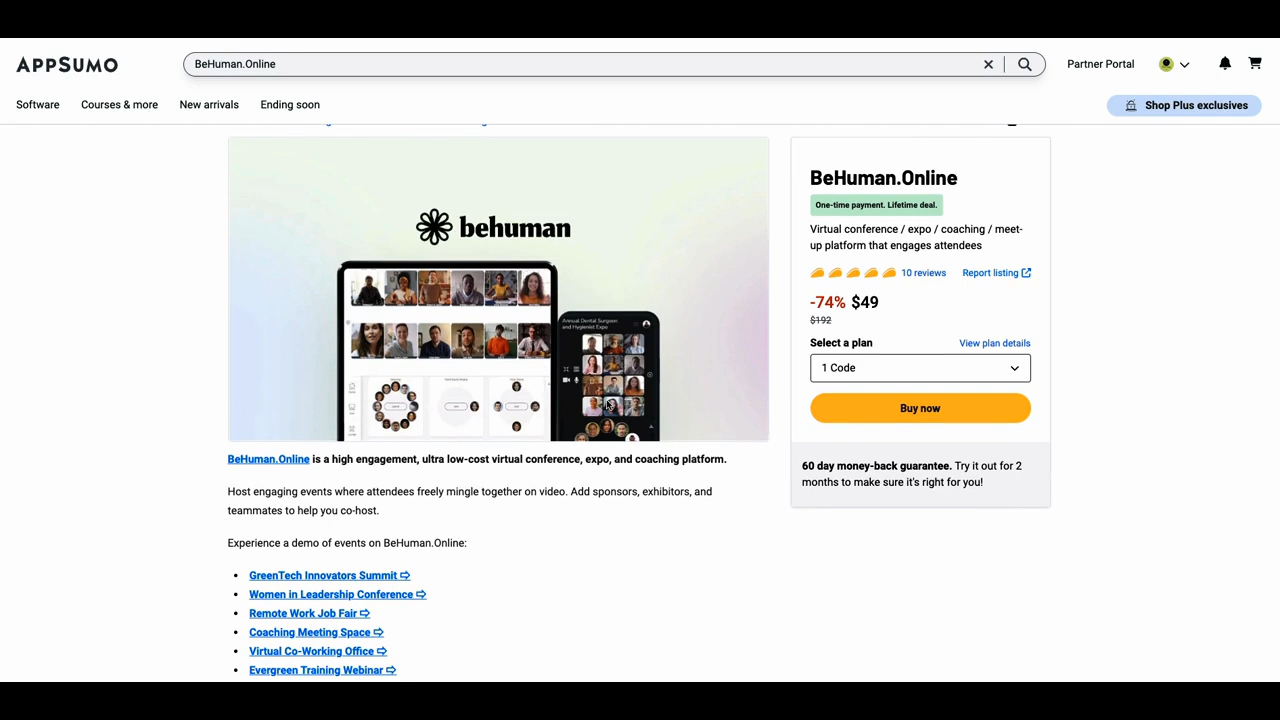 APPSUMO
BeHuman.Online
Partner Portal
Software
Courses & more
New arrivals
Ending soon
Shop Plus exclusives
behuman
Annual Dental Surgeon
and Hygienist Expo
BeHuman.Online
One-time payment. Lifetime deal.
Virtual conference / expo / coaching / meet-
up platform that engages attendees
10 reviews
Report listing
-74% $49
$192
Select a plan
View plan details
1 Code
Buy now
60 day money-back guarantee. Try it out for 2
months to make sure it's right for you!
BeHuman.Online is a high engagement, ultra low-cost virtual conference, expo, and coaching platform.
Host engaging events where attendees freely mingle together on video. Add sponsors, exhibitors, and
teammates to help you co-host.
Experience a demo of events on BeHuman.Online:
• GreenTech Innovators Summit ⇨
• Women in Leadership Conference ⇨
• Remote Work Job Fair ⇨
• Coaching Meeting Space ⇨
• Virtual Co-Working Office ⇨
• Evergreen Training Webinar ⇨